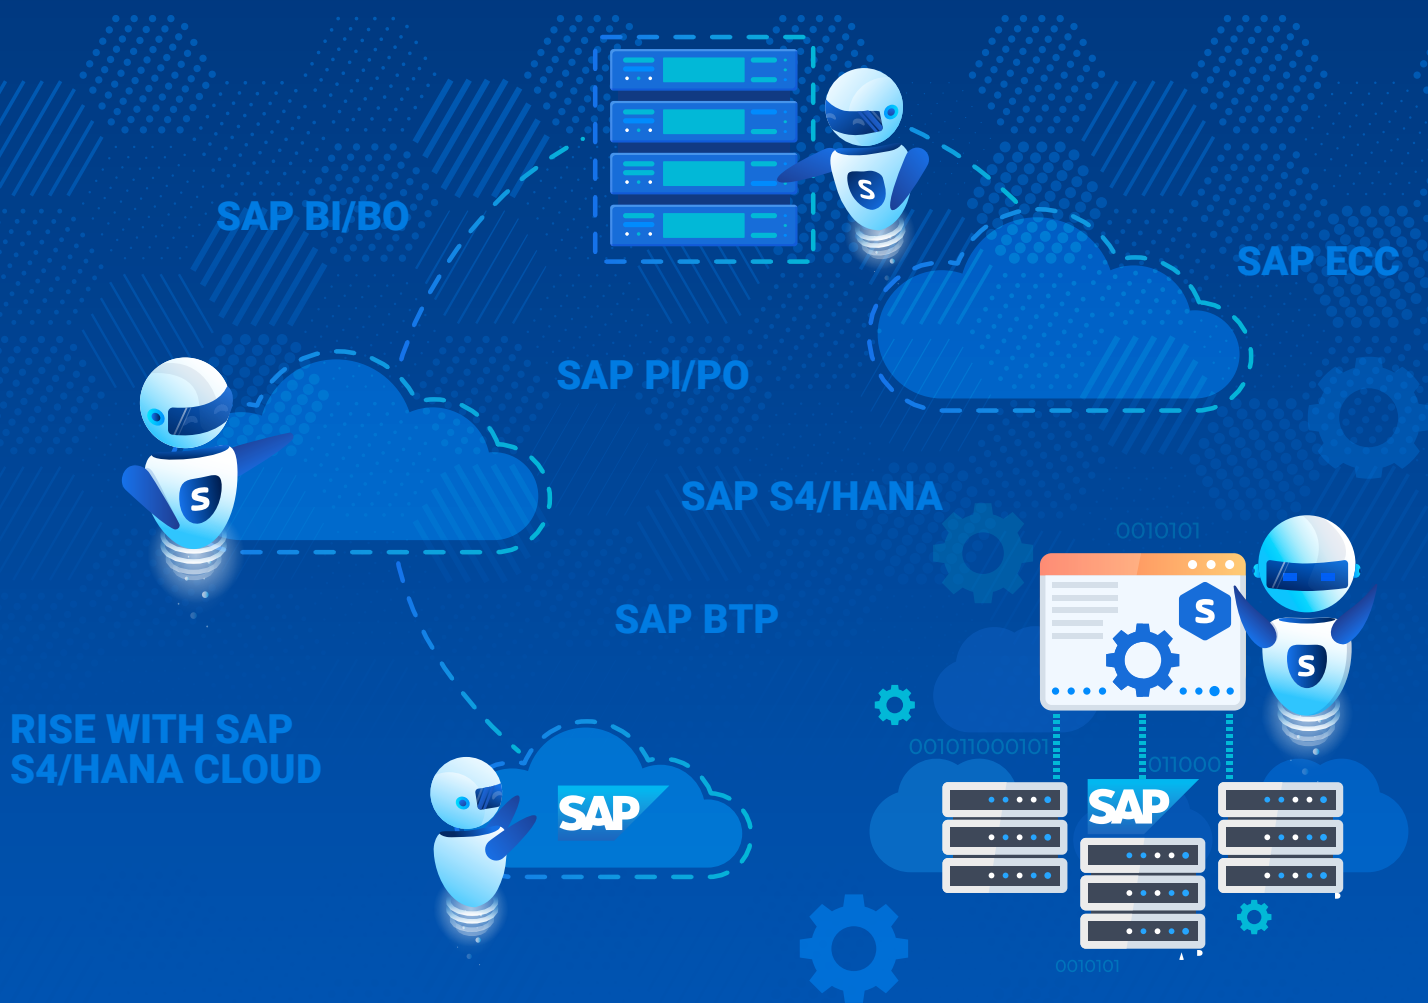 S
SAP BI/BO
SAP ECC
SAP PI/PO
S
SAP S4/HANA
0010101
S
SAP BTP
S
RISE WITH SAP
S4/HANA CLOUD
001011000101
011000
SAP
SAP
0010101